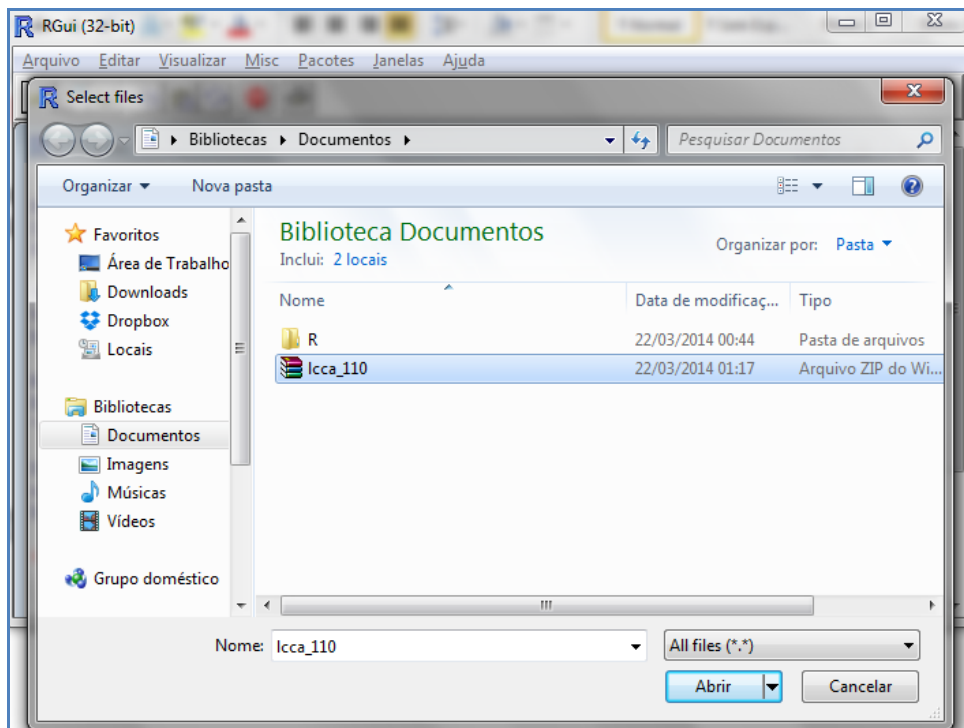 RGui (32-bit)
Arquivo Editar Visualizar Misc Pacotes Janelas Ajuda
Select files
Bibliotecas Documentos
Pesquisar Documentos
Organizar Nova pasta
Favoritos
Área de Trabalho
Downloads
Dropbox
Locais
Bibliotecas
Documentos
Imagens
Músicas
Vídeos
Grupo doméstico
Biblioteca Documentos
Inclui: 2 locais
Organizar por: Pasta
Nome Data de modificaç... Tipo
R 22/03/2014 00:44 Pasta de arquivos
lcca_110 22/03/2014 01:17 Arquivo ZIP do Wi...
Nome: lcca_110
All files (*.*)
Abrir Cancelar